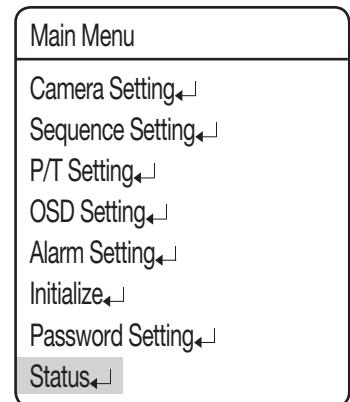 Main Menu
Camera Setting↵
Sequence Setting↵
P/T Setting↵
OSD Setting↵
Alarm Setting↵
Initialize↵
Password Setting↵
Status↵